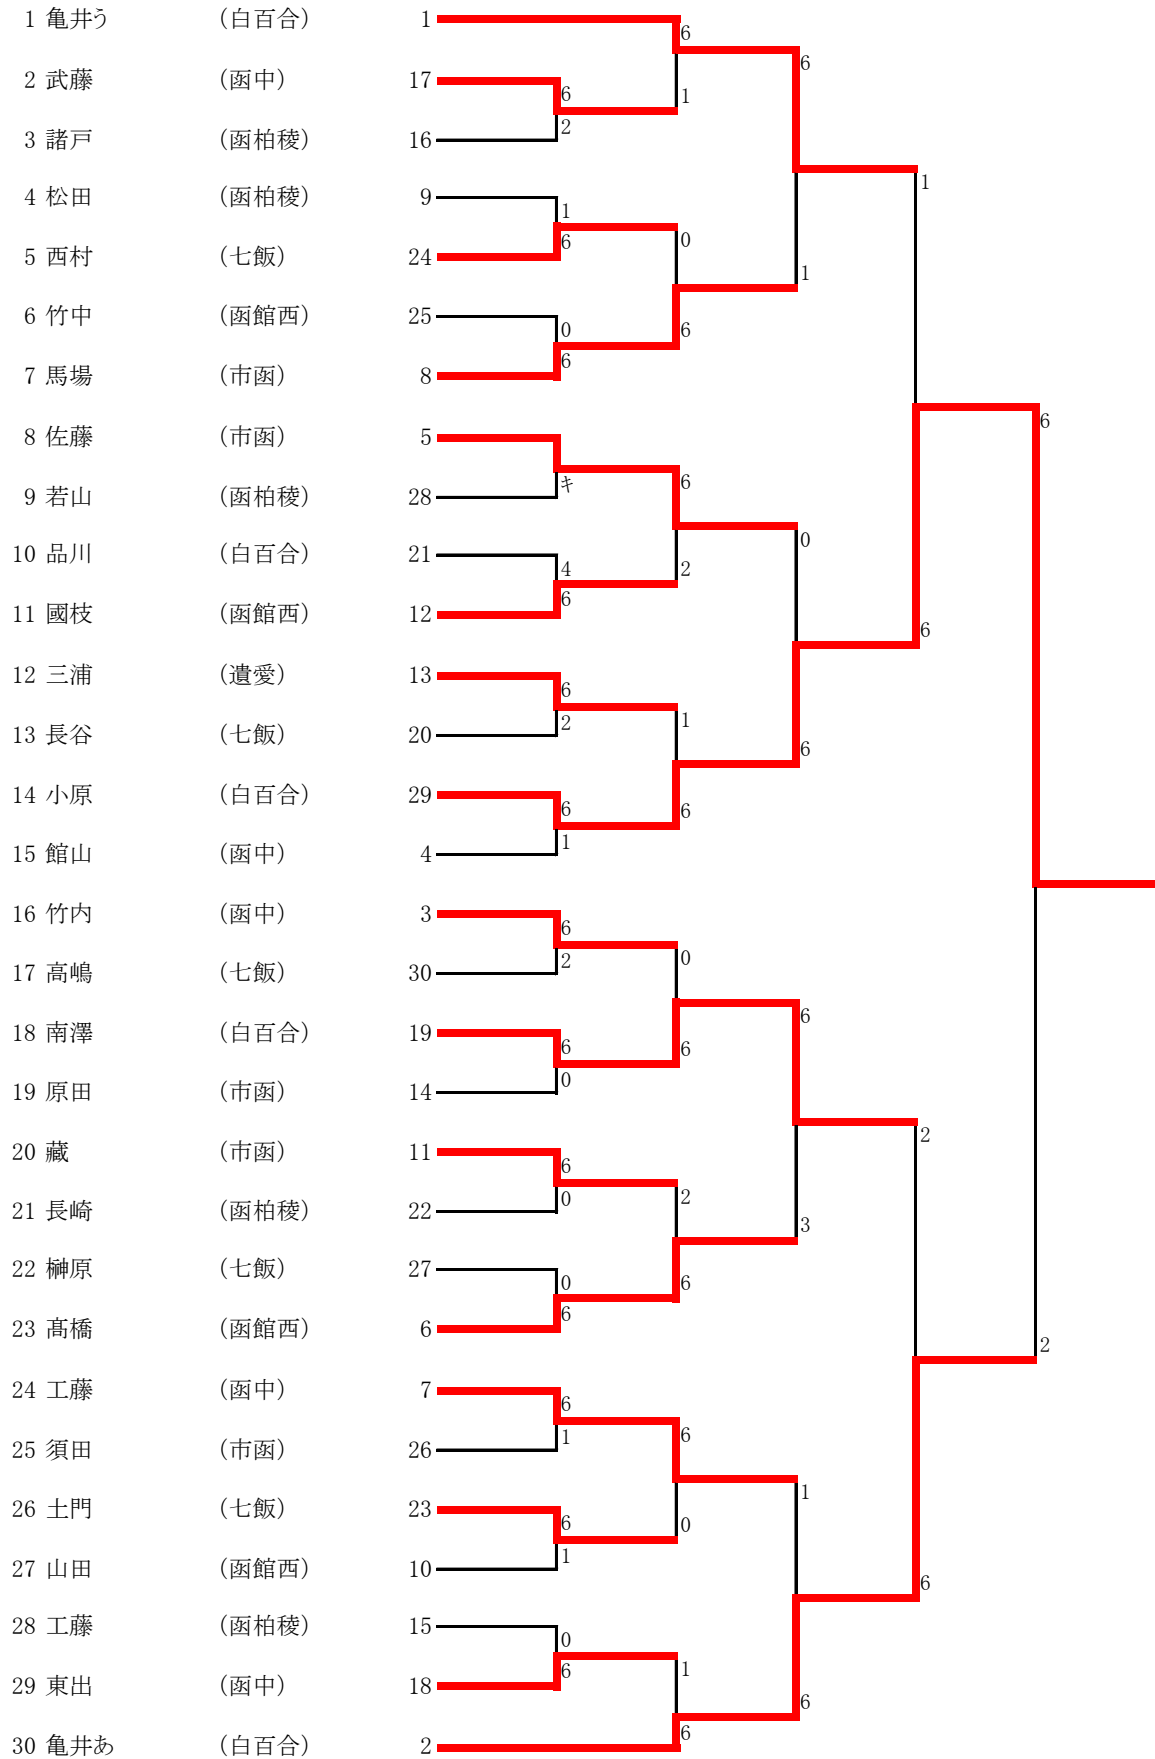 1 亀井う (白百合) 1
6
6
2 武藤 (函中) 17
6
1
2
3 諸戸 (函柏稜) 16
1
4 松田 (函柏稜) 9
1
0
6
5 西村 (七飯) 24
1
6 竹中 (函館西) 25
0
6
6
7 馬場 (市函) 8
6
8 佐藤 (市函) 5
6
キ
9 若山 (函柏稜) 28
0
10 品川 (白百合) 21
4
2
6
11 國枝 (函館西) 12
6
12 三浦 (遺愛) 13
6
1
2
13 長谷 (七飯) 20
6
14 小原 (白百合) 29
6
6
1
15 館山 (函中) 4
16 竹内 (函中) 3
6
0
2
17 高嶋 (七飯) 30
6
18 南澤 (白百合) 19
6
6
0
19 原田 (市函) 14
2
20 藏 (市函) 11
6
2
0
21 長崎 (函柏稜) 22
3
22 榊原 (七飯) 27
0
6
6
23 髙橋 (函館西) 6
2
24 工藤 (函中) 7
6
6
1
25 須田 (市函) 26
1
26 土門 (七飯) 23
6
0
1
27 山田 (函館西) 10
6
28 工藤 (函柏稜) 15
0
1
6
29 東出 (函中) 18
6
6
30 亀井あ (白百合) 2